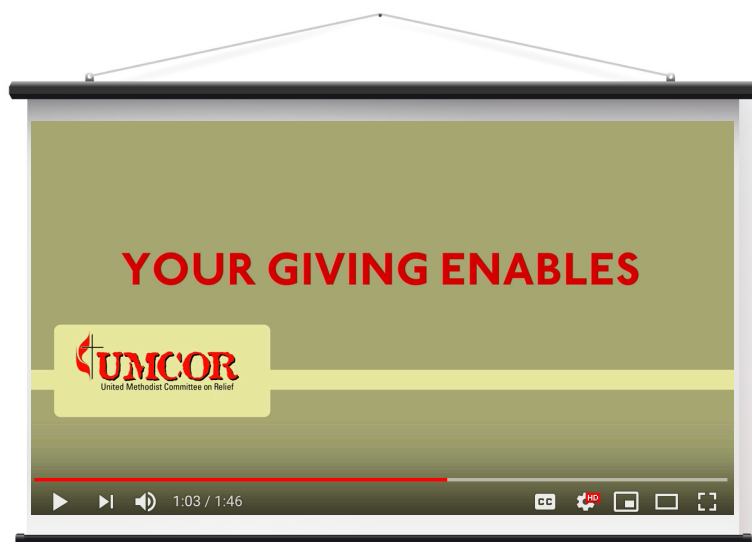 YOUR GIVING ENABLES
UMCOR
United Methodist Committee on Relief
1:03 / 1:46
CC
HD